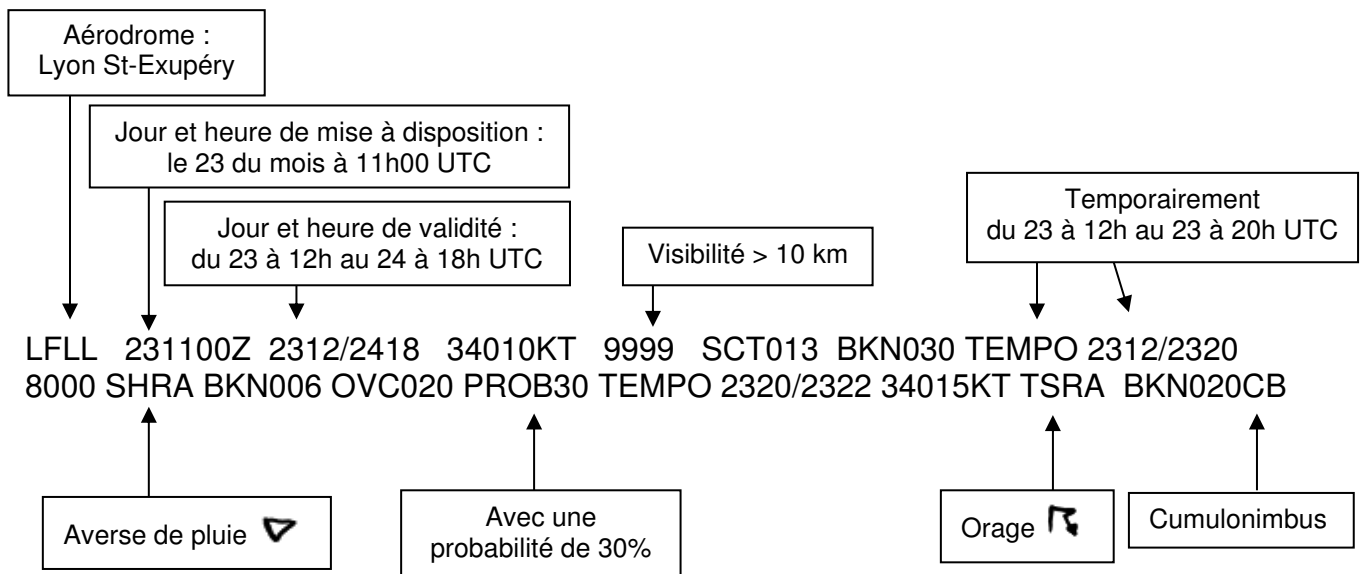 Aérodrome :
Lyon St-Exupéry
Jour et heure de mise à disposition :
le 23 du mois à 11h00 UTC
Jour et heure de validité :
du 23 à 12h au 24 à 18h UTC
Visibilité > 10 km
Temporairement
du 23 à 12h au 23 à 20h UTC
LFLL 231100Z 2312/2418 34010KT 9999 SCT013 BKN030 TEMPO 2312/2320
8000 SHRA BKN006 OVC020 PROB30 TEMPO 2320/2322 34015KT TSRA BKN020CB
Averse de pluie
Avec une
probabilité de 30%
Orage
Cumulonimbus